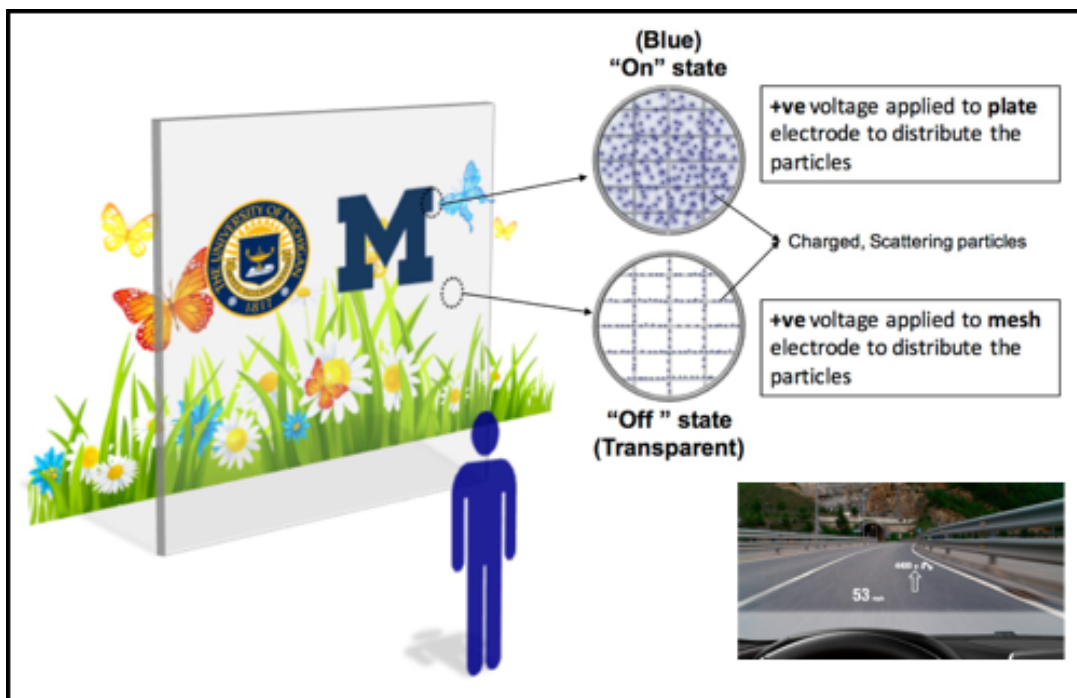 (Blue)
“On” state
+ve voltage applied to plate
electrode to distribute the
particles
THE UNIVERSITY OF MICHIGAN
1817
M
Charged, Scattering particles
+ve voltage applied to mesh
electrode to distribute the
particles
“Off ” state
(Transparent)
53 mph